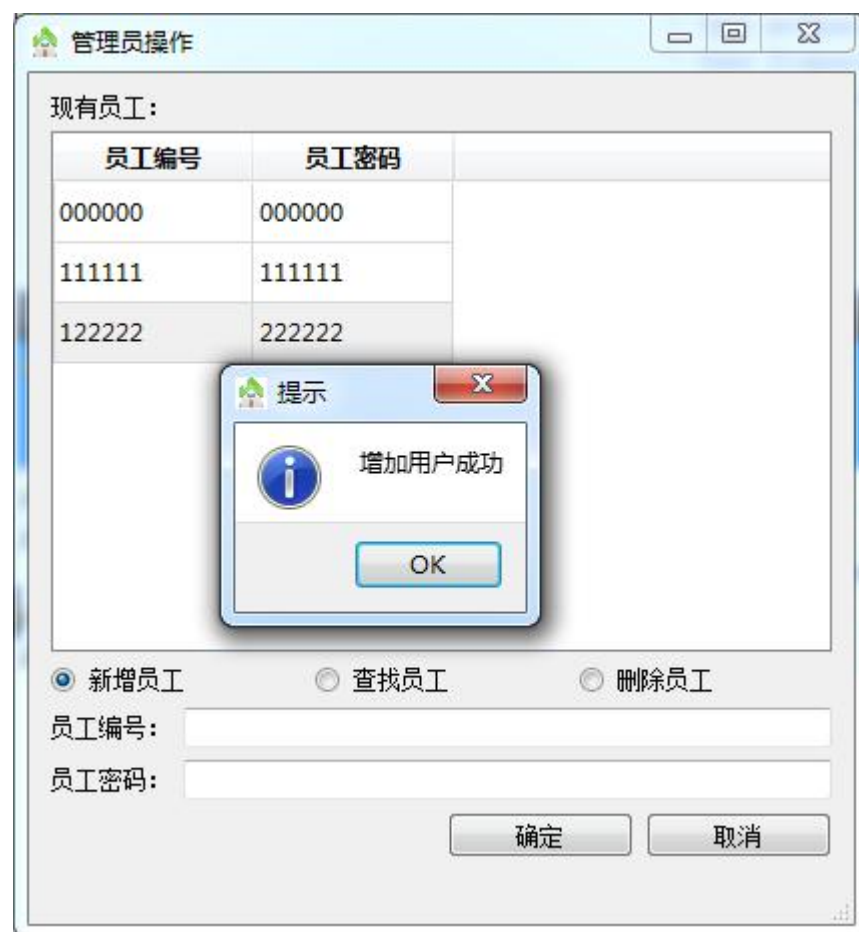 管理员操作
现有员工:
员工编号 员工密码
000000 000000
111111 111111
122222 222222
提示
增加用户成功
OK
新增员工 查找员工 删除员工
员工编号:
员工密码:
确定 取消